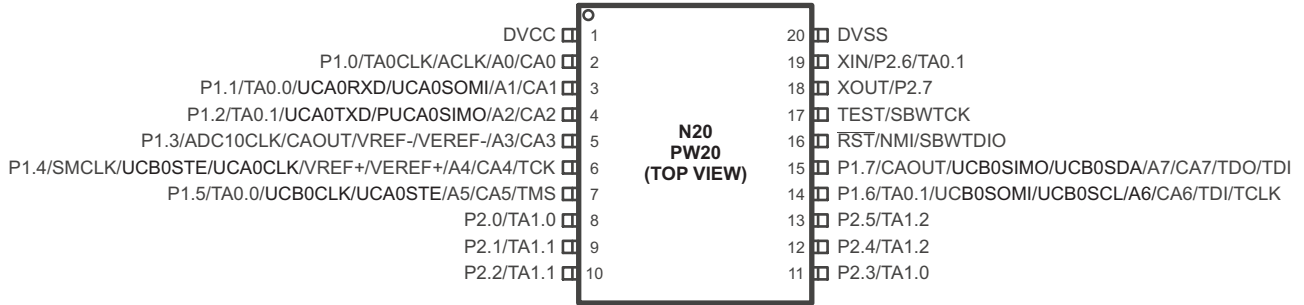 DVCC 1
P1.0/TA0CLK/ACLK/A0/CA0 2
P1.1/TA0.0/UCA0RXD/UCA0SOMI/A1/CA1 3
P1.2/TA0.1/UCA0TXD/PUCA0SIMO/A2/CA2 4
P1.3/ADC10CLK/CAOUT/VREF-/VEREF-/A3/CA3 5
P1.4/SMCLK/UCB0STE/UCA0CLK/VREF+/VEREF+/A4/CA4/TCK 6
P1.5/TA0.0/UCB0CLK/UCA0STE/A5/CA5/TMS 7
P2.0/TA1.0 8
P2.1/TA1.1 9
P2.2/TA1.1 10
N20
PW20
(TOP VIEW)
20 DVSS
19 XIN/P2.6/TA0.1
18 XOUT/P2.7
17 TEST/SBWTCK
16 RST/NMI/SBWTDIO
15 P1.7/CAOUT/UCB0SIMO/UCB0SDA/A7/CA7/TDO/TDI
14 P1.6/TA0.1/UCB0SOMI/UCB0SCL/A6/CA6/TDI/TCLK
13 P2.5/TA1.2
12 P2.4/TA1.2
11 P2.3/TA1.0